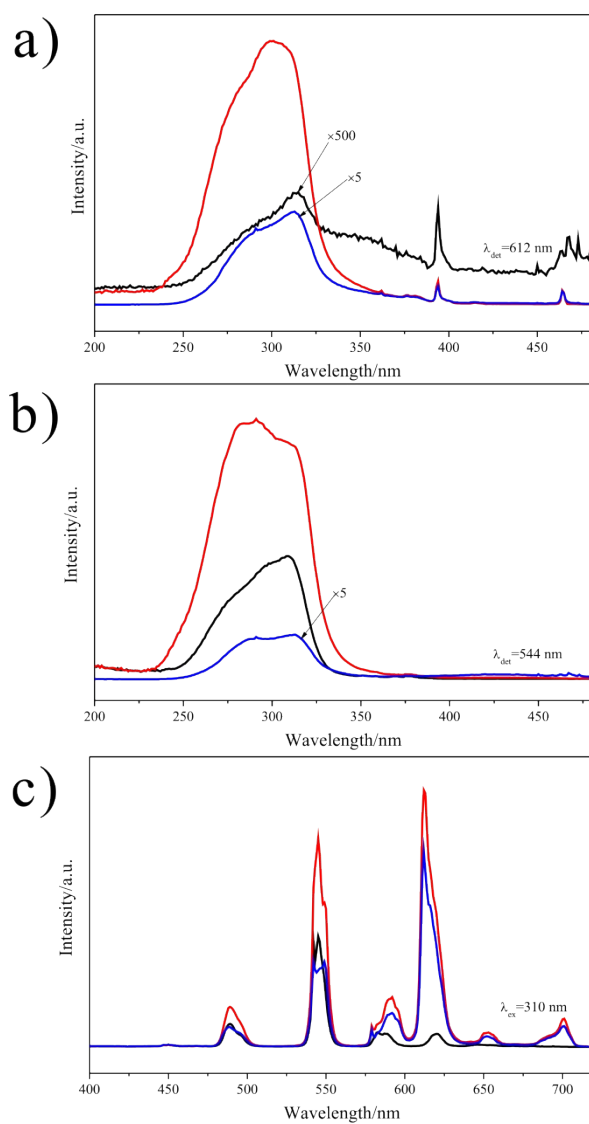 a)
Intensity/a.u.
×500
×5
λdet=612 nm
200 250 300 350 400 450
Wavelength/nm
b)
Intensity/a.u.
×5
λdet=544 nm
200 250 300 350 400 450
Wavelength/nm
c)
Intensity/a.u.
λex=310 nm
400 450 500 550 600 650 700
Wavelength/nm